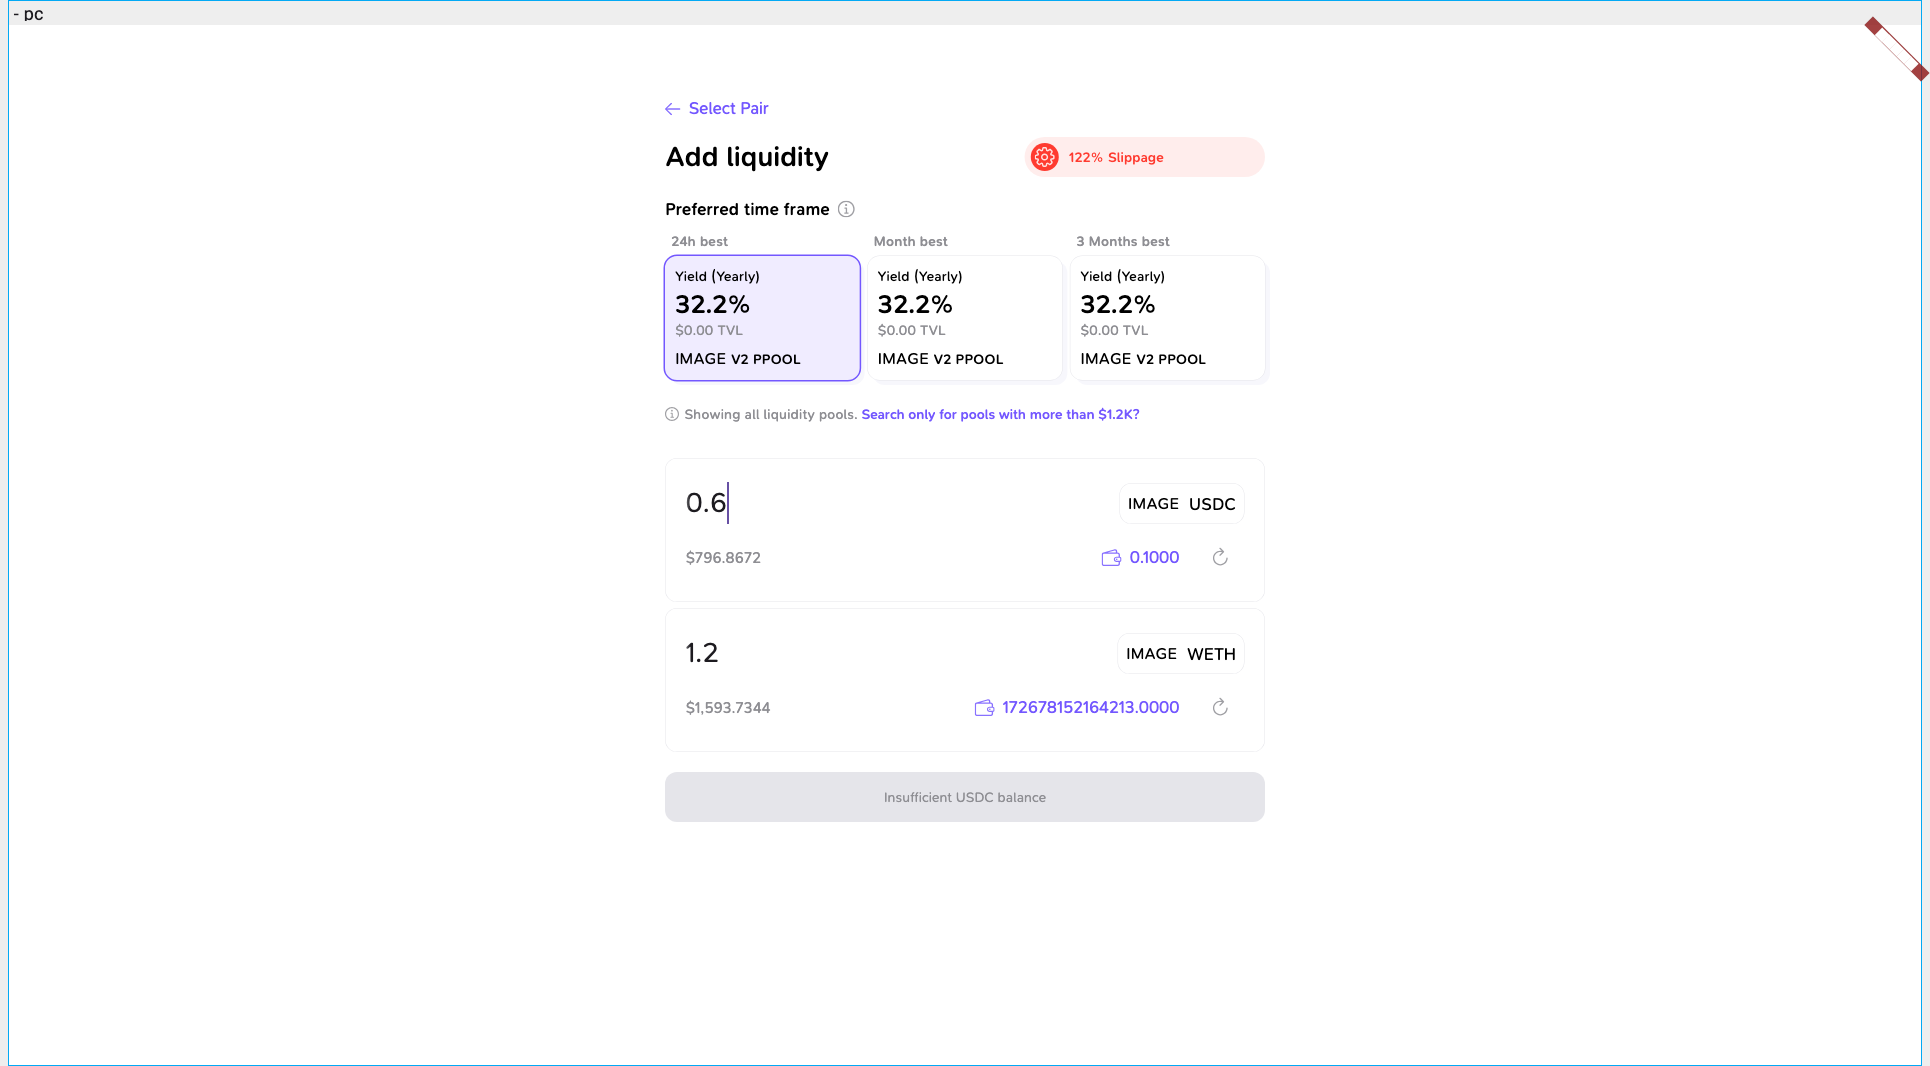 - pc
Select Pair
Add liquidity
122% Slippage
Preferred time frame
24h best
Month best
3 Months best
Yield (Yearly)
32.2%
$0.00 TVL
IMAGE V2 PPOOL
Yield (Yearly)
32.2%
$0.00 TVL
IMAGE V2 PPOOL
Yield (Yearly)
32.2%
$0.00 TVL
IMAGE V2 PPOOL
Showing all liquidity pools. Search only for pools with more than $1.2K?
0.6
IMAGE USDC
$796.8672
0.1000
1.2
IMAGE WETH
$1,593.7344
172678152164213.0000
Insufficient USDC balance